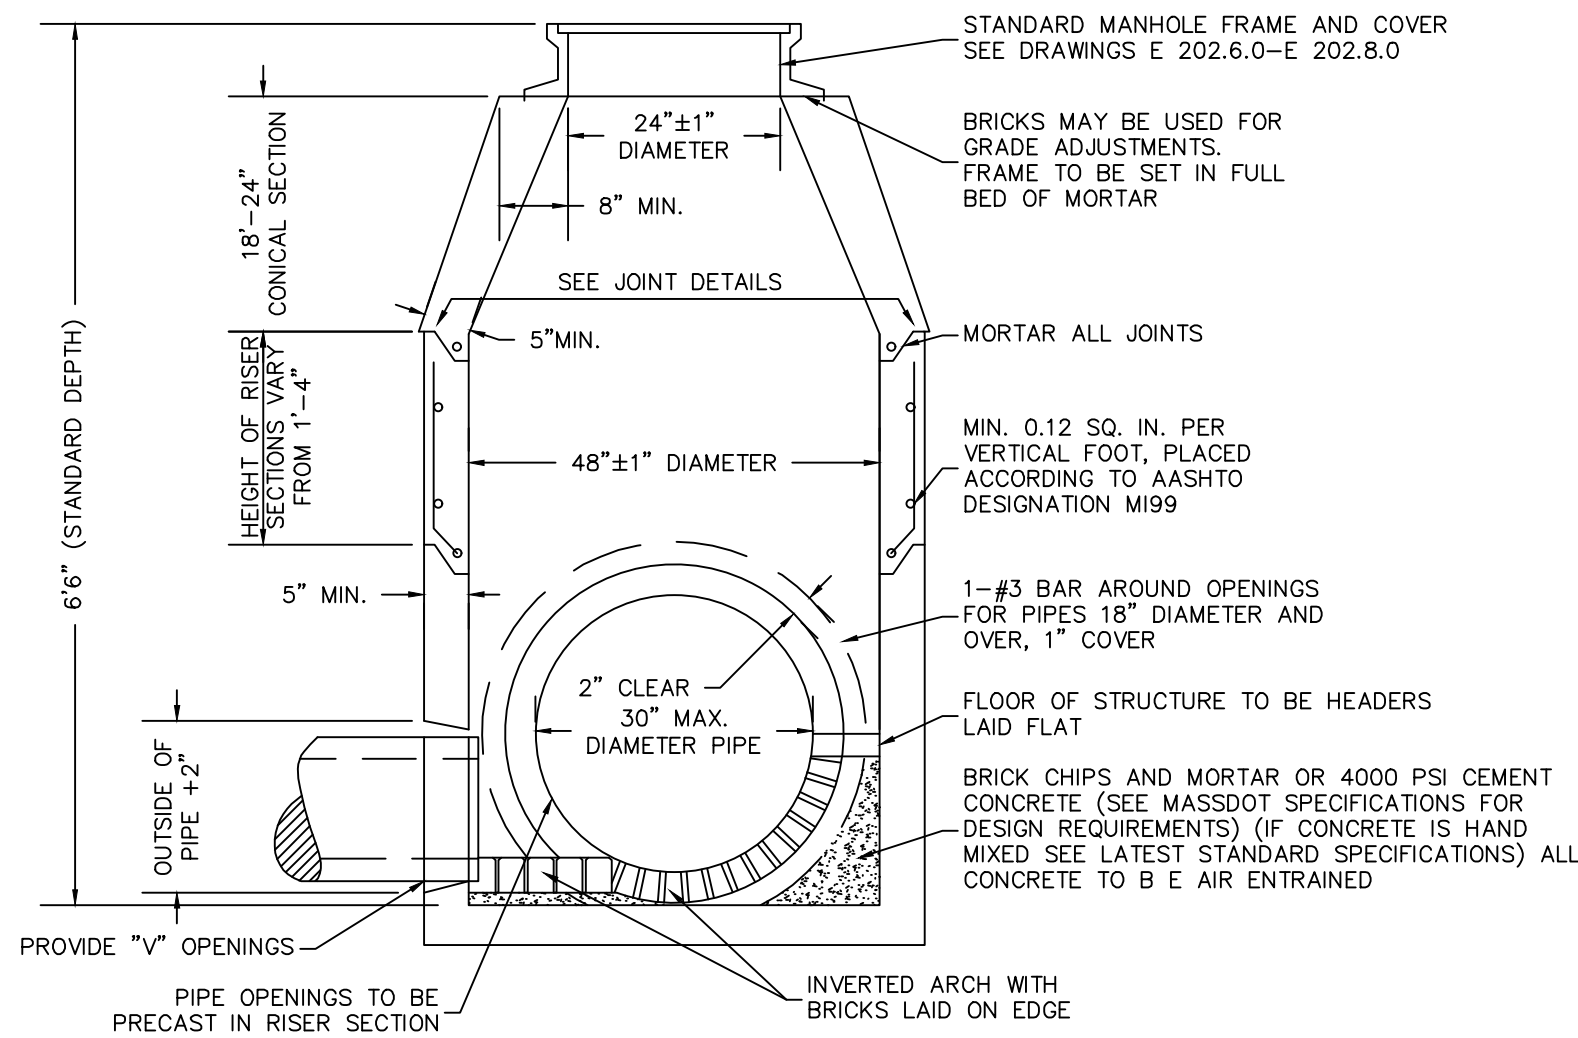 STANDARD MANHOLE FRAME AND COVER
SEE DRAWINGS E 202.6.0–E 202.8.0
24"±1"
DIAMETER
BRICKS MAY BE USED FOR
GRADE ADJUSTMENTS.
FRAME TO BE SET IN FULL
BED OF MORTAR
18'–24"
CONICAL SECTION
8" MIN.
SEE JOINT DETAILS
5"MIN.
MORTAR ALL JOINTS
6'6" (STANDARD DEPTH)
HEIGHT OF RISER
SECTIONS VARY
FROM 1'–4"
48"±1" DIAMETER
MIN. 0.12 SQ. IN. PER
VERTICAL FOOT, PLACED
ACCORDING TO AASHTO
DESIGNATION MI99
5" MIN.
1–#3 BAR AROUND OPENINGS
FOR PIPES 18" DIAMETER AND
OVER, 1" COVER
2" CLEAR
30" MAX.
DIAMETER PIPE
FLOOR OF STRUCTURE TO BE HEADERS
LAID FLAT
OUTSIDE OF
PIPE +2"
BRICK CHIPS AND MORTAR OR 4000 PSI CEMENT
CONCRETE (SEE MASSDOT SPECIFICATIONS FOR
DESIGN REQUIREMENTS) (IF CONCRETE IS HAND
MIXED SEE LATEST STANDARD SPECIFICATIONS) ALL
CONCRETE TO B E AIR ENTRAINED
PROVIDE "V" OPENINGS
PIPE OPENINGS TO BE
PRECAST IN RISER SECTION
INVERTED ARCH WITH
BRICKS LAID ON EDGE